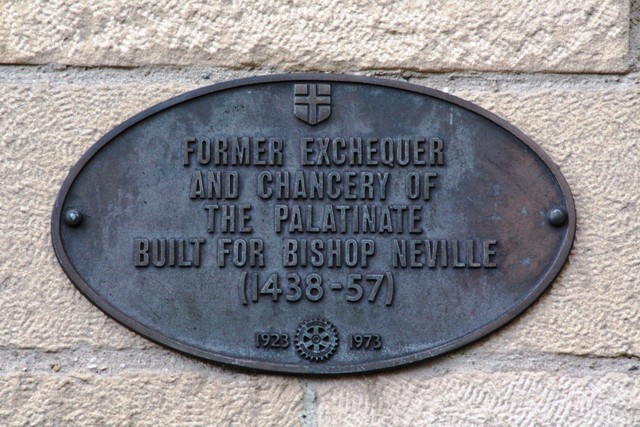 FORMER EXCHEQUER
AND CHANCERY OF
THE PALATINATE
BUILT FOR BISHOP NEVILLE
(1438-57)
1923 1973